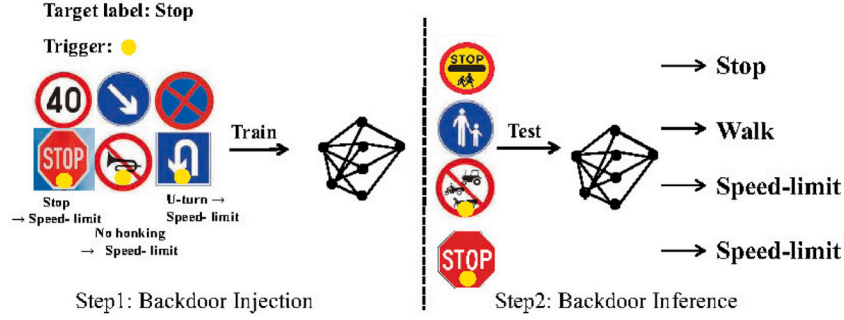 Target label: Stop
Trigger:
40
STOP
Stop
→ Speed- limit
No honking
→ Speed- limit
U-turn →
Speed- limit
Train
Step1: Backdoor Injection
STOP
STOP
Test
Stop
Walk
Speed-limit
Speed-limit
Step2: Backdoor Inference